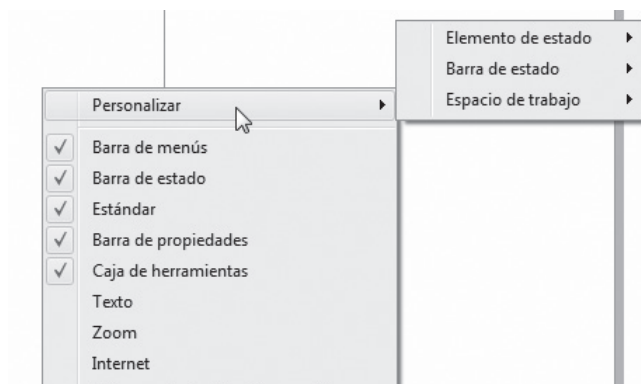 Elemento de estado
Barra de estado
Espacio de trabajo
Personalizar
Barra de menús
Barra de estado
Estándar
Barra de propiedades
Caja de herramientas
Texto
Zoom
Internet